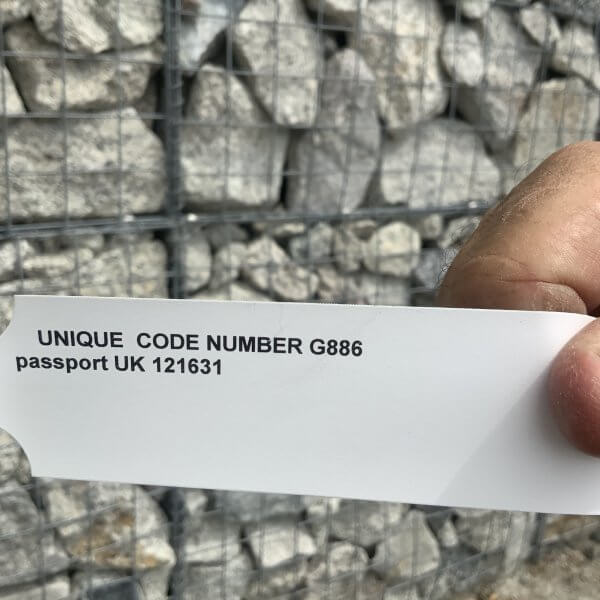 UNIQUE CODE NUMBER G886
passport UK 121631